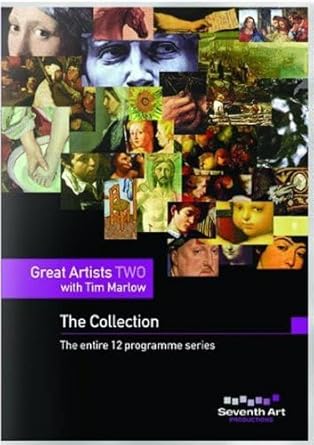 Great Artists TWO
with Tim Marlow
The Collection
The entire 12 programme series
Seventh Art
PRODUCTIONS